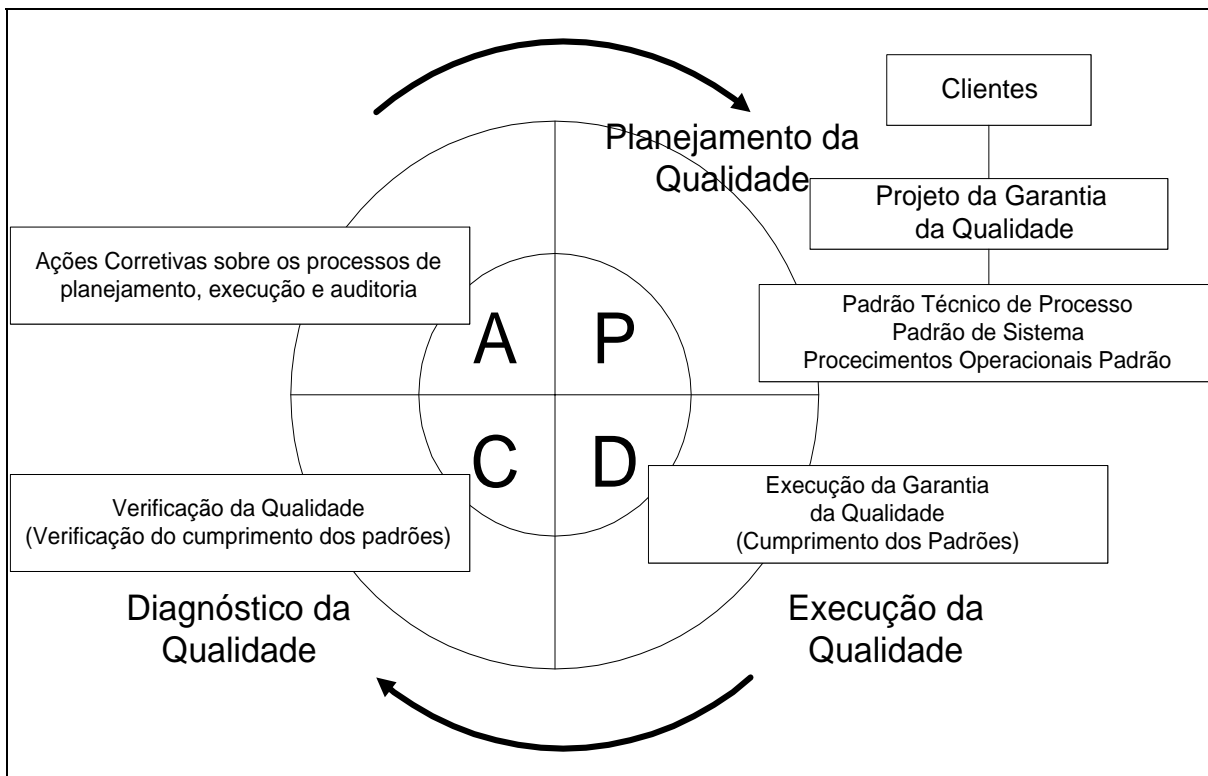 Clientes
Planejamento da
Qualidade
Projeto da Garantia
da Qualidade
Ações Corretivas sobre os processos de
planejamento, execução e auditoria
Padrão Técnico de Processo
Padrão de Sistema
Procecimentos Operacionais Padrão
A P
C D
Verificação da Qualidade
(Verificação do cumprimento dos padrões)
Execução da Garantia
da Qualidade
(Cumprimento dos Padrões)
Diagnóstico da
Qualidade
Execução da
Qualidade